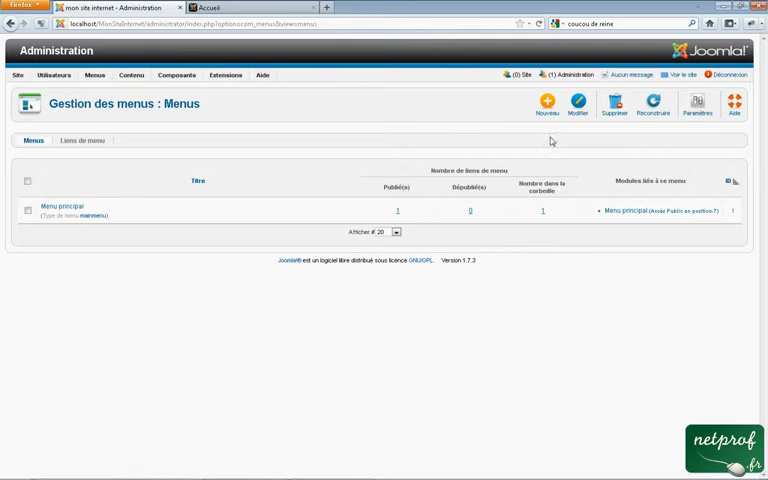 Firefox
mon site internet - Administration
Accueil
localhost/MonSiteInternet/administrator/index.php?option=com_menus&view=menus
coucou de reine
Administration
Joomla!
Site Utilisateurs Menus Contenu Composants Extensions Aide
(0) Site (1) Administration Aucun message Voir le site Déconnexion
Gestion des menus : Menus
Nouveau Modifier Supprimer Reconstruire Paramètres Aide
Menus Liens de menu
Nombre de liens de menu
Titre Publié(s) Dépublié(s) Nombre dans la corbeille Modules liés à ce menu ID
Menu principal 1 0 1 Menu principal (Accès Public en position-7) 1
(Type de menu mainmenu)
Afficher # 20
Joomla!® est un logiciel libre distribué sous licence GNU/GPL. Version 1.7.3
netprof
.fr